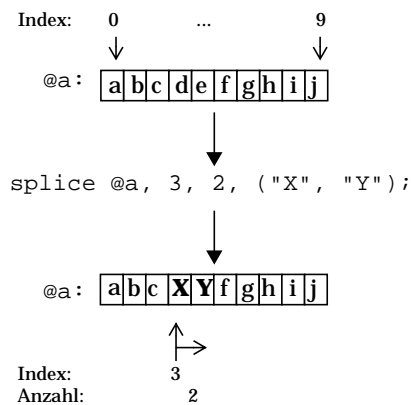 Index: 0 ... 9
@a: a b c d e f g h i j
splice @a, 3, 2, ("X", "Y");
@a: a b c X Y f g h i j
Index: 3
Anzahl: 2